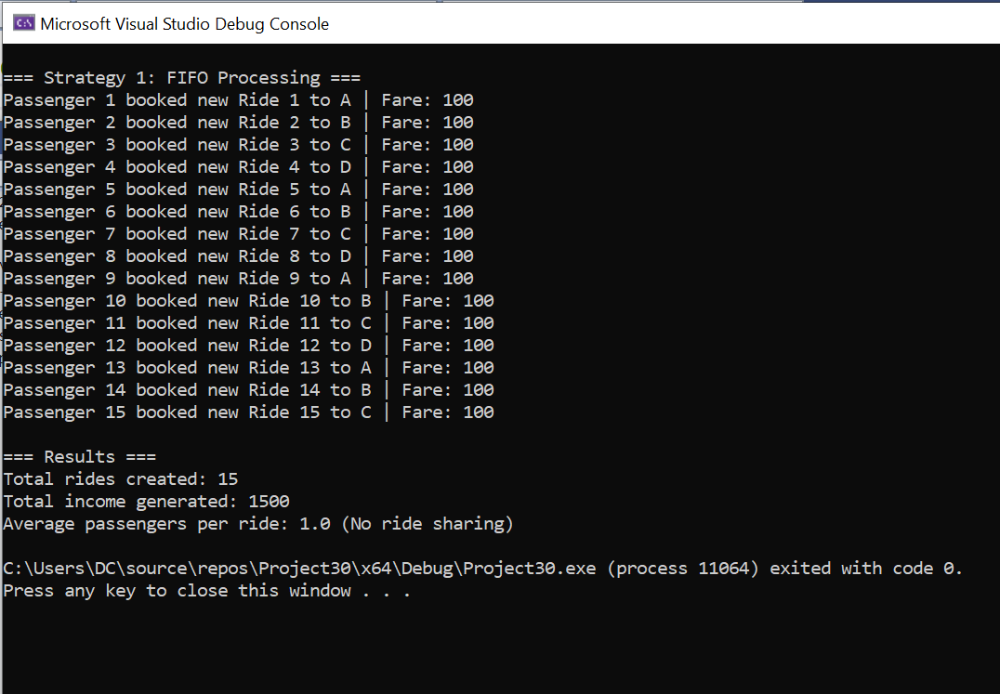 Microsoft Visual Studio Debug Console
=== Strategy 1: FIFO Processing ===
Passenger 1 booked new Ride 1 to A | Fare: 100
Passenger 2 booked new Ride 2 to B | Fare: 100
Passenger 3 booked new Ride 3 to C | Fare: 100
Passenger 4 booked new Ride 4 to D | Fare: 100
Passenger 5 booked new Ride 5 to A | Fare: 100
Passenger 6 booked new Ride 6 to B | Fare: 100
Passenger 7 booked new Ride 7 to C | Fare: 100
Passenger 8 booked new Ride 8 to D | Fare: 100
Passenger 9 booked new Ride 9 to A | Fare: 100
Passenger 10 booked new Ride 10 to B | Fare: 100
Passenger 11 booked new Ride 11 to C | Fare: 100
Passenger 12 booked new Ride 12 to D | Fare: 100
Passenger 13 booked new Ride 13 to A | Fare: 100
Passenger 14 booked new Ride 14 to B | Fare: 100
Passenger 15 booked new Ride 15 to C | Fare: 100
=== Results ===
Total rides created: 15
Total income generated: 1500
Average passengers per ride: 1.0 (No ride sharing)
C:\Users\DC\source\repos\Project30\x64\Debug\Project30.exe (process 11064) exited with code 0.
Press any key to close this window . . .